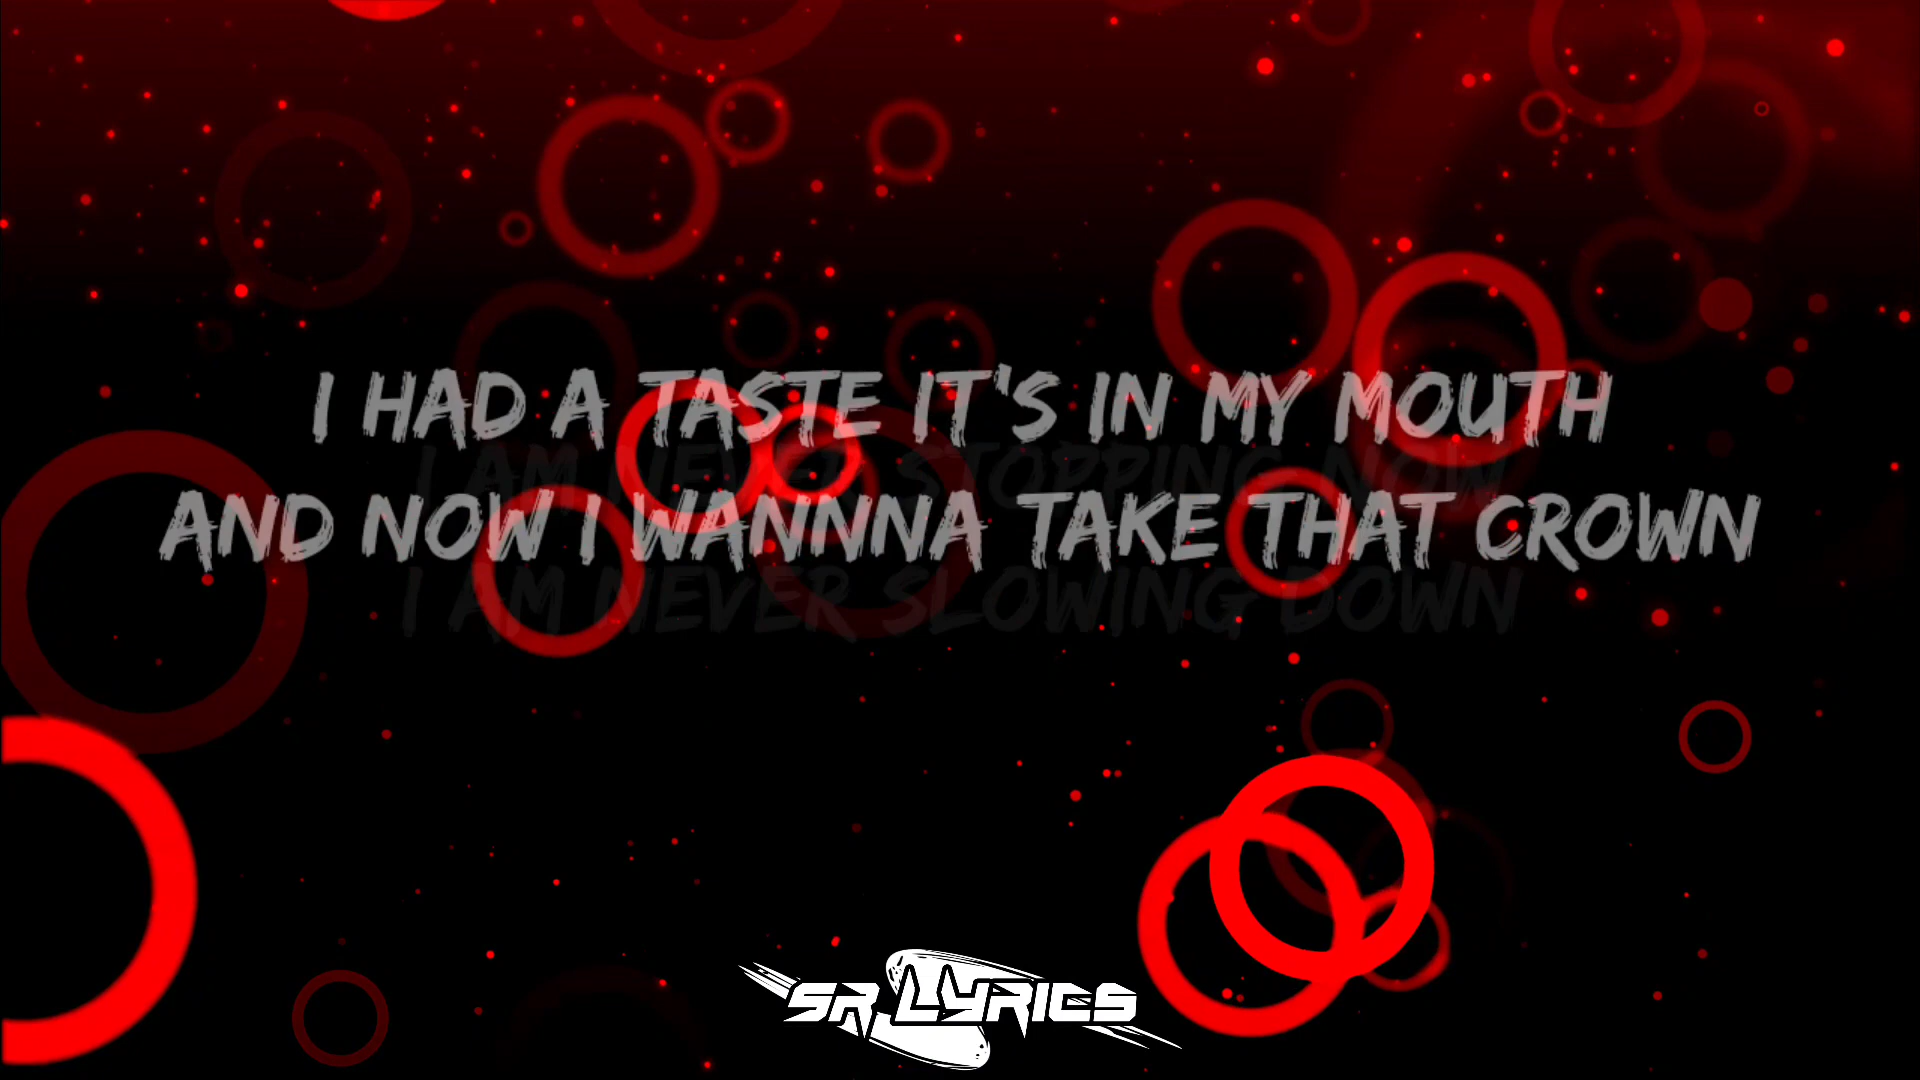 I HAD A TASTE IT'S IN MY MOUTH
I AM NEVER STOPPING NOW
AND NOW I WANNNA TAKE THAT CROWN
I AM NEVER SLOWING DOWN
SR LYRICS